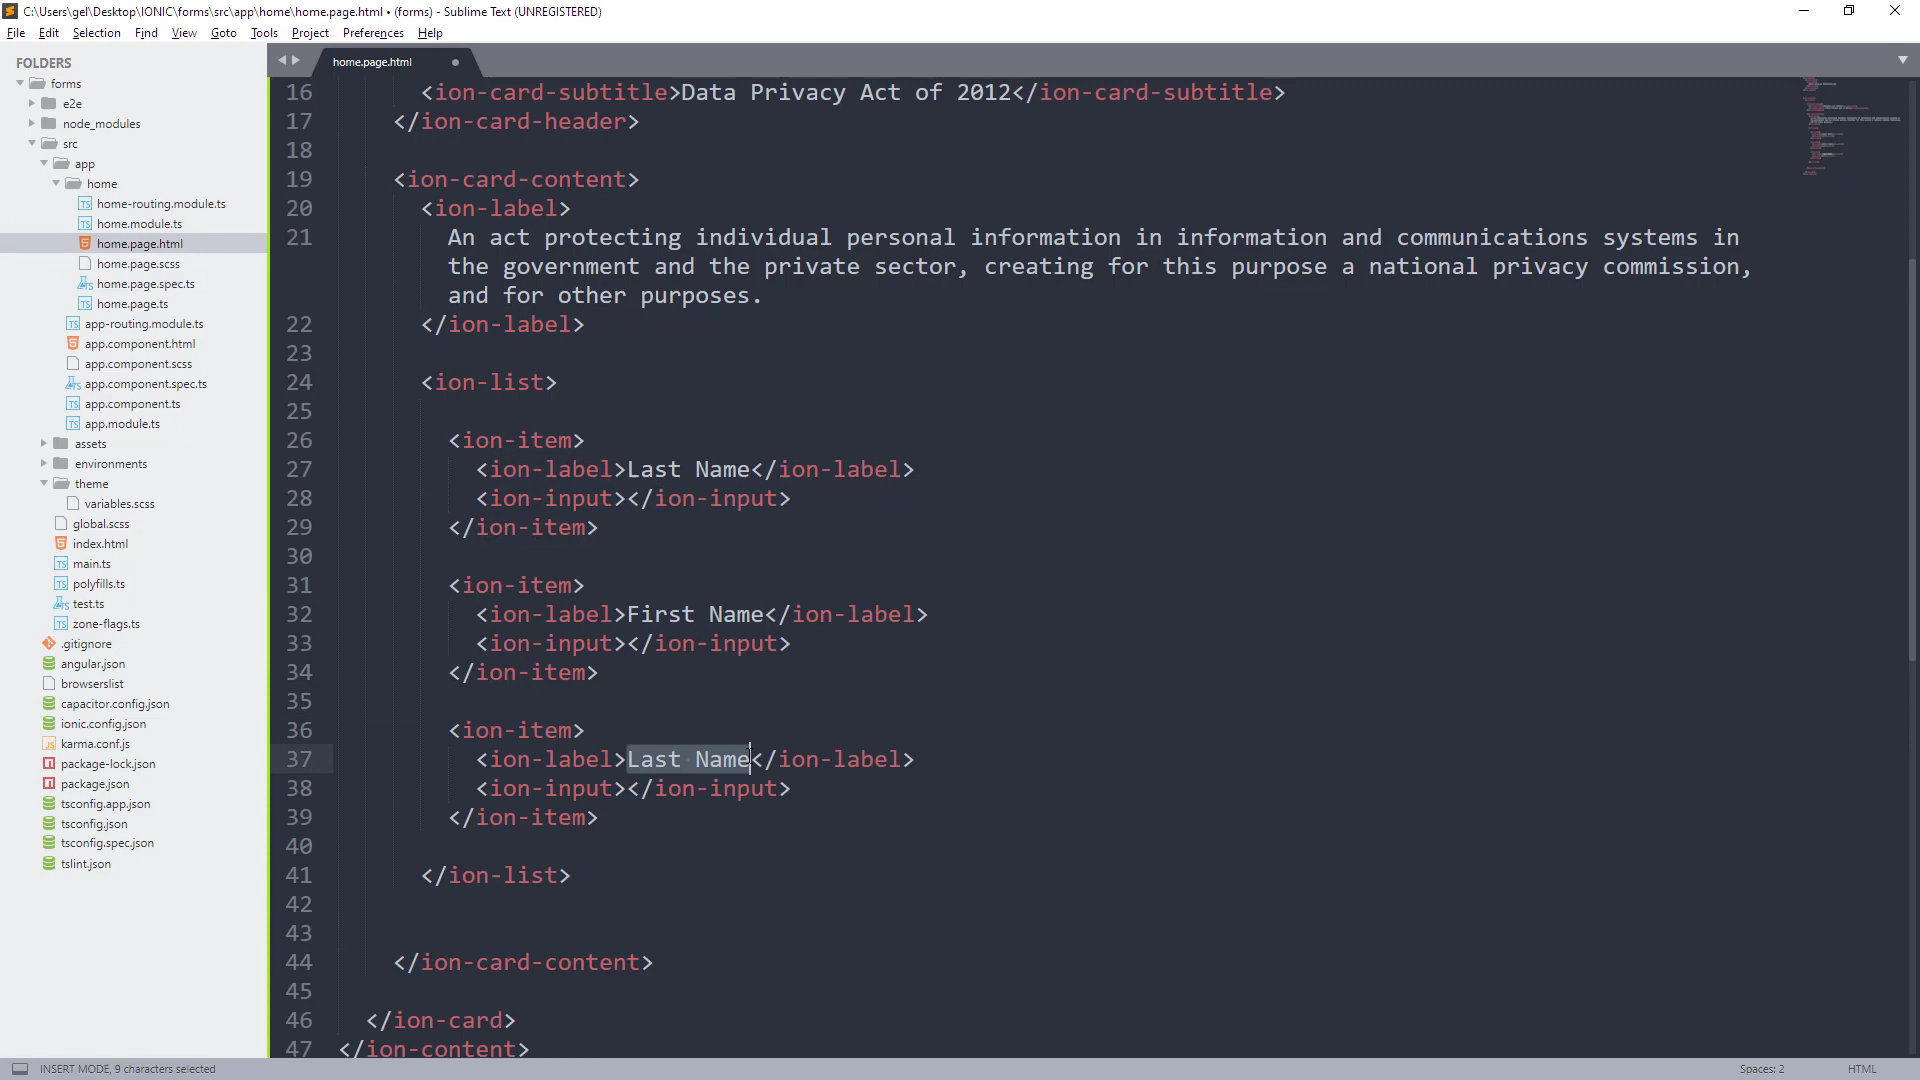 C:\Users\gel\Desktop\IONIC\forms\src\app\home\home.page.html • (forms) - Sublime Text (UNREGISTERED)
File Edit Selection Find View Goto Tools Project Preferences Help
FOLDERS
forms
e2e
node_modules
src
app
home
home-routing.module.ts
home.module.ts
home.page.html
home.page.scss
home.page.spec.ts
home.page.ts
app-routing.module.ts
app.component.html
app.component.scss
app.component.spec.ts
app.component.ts
app.module.ts
assets
environments
theme
variables.scss
global.scss
index.html
main.ts
polyfills.ts
test.ts
zone-flags.ts
.gitignore
angular.json
browserslist
capacitor.config.json
ionic.config.json
karma.conf.js
package-lock.json
package.json
tsconfig.app.json
tsconfig.json
tsconfig.spec.json
tslint.json
home.page.html
16 <ion-card-subtitle>Data Privacy Act of 2012</ion-card-subtitle>
17 </ion-card-header>
18
19 <ion-card-content>
20 <ion-label>
21 An act protecting individual personal information in information and communications systems in
the government and the private sector, creating for this purpose a national privacy commission,
and for other purposes.
22 </ion-label>
23
24 <ion-list>
25
26 <ion-item>
27 <ion-label>Last Name</ion-label>
28 <ion-input></ion-input>
29 </ion-item>
30
31 <ion-item>
32 <ion-label>First Name</ion-label>
33 <ion-input></ion-input>
34 </ion-item>
35
36 <ion-item>
37 <ion-label>Last Name</ion-label>
38 <ion-input></ion-input>
39 </ion-item>
40
41 </ion-list>
42
43
44 </ion-card-content>
45
46 </ion-card>
47 </ion-content>
INSERT MODE, 9 characters selected
Spaces: 2 HTML